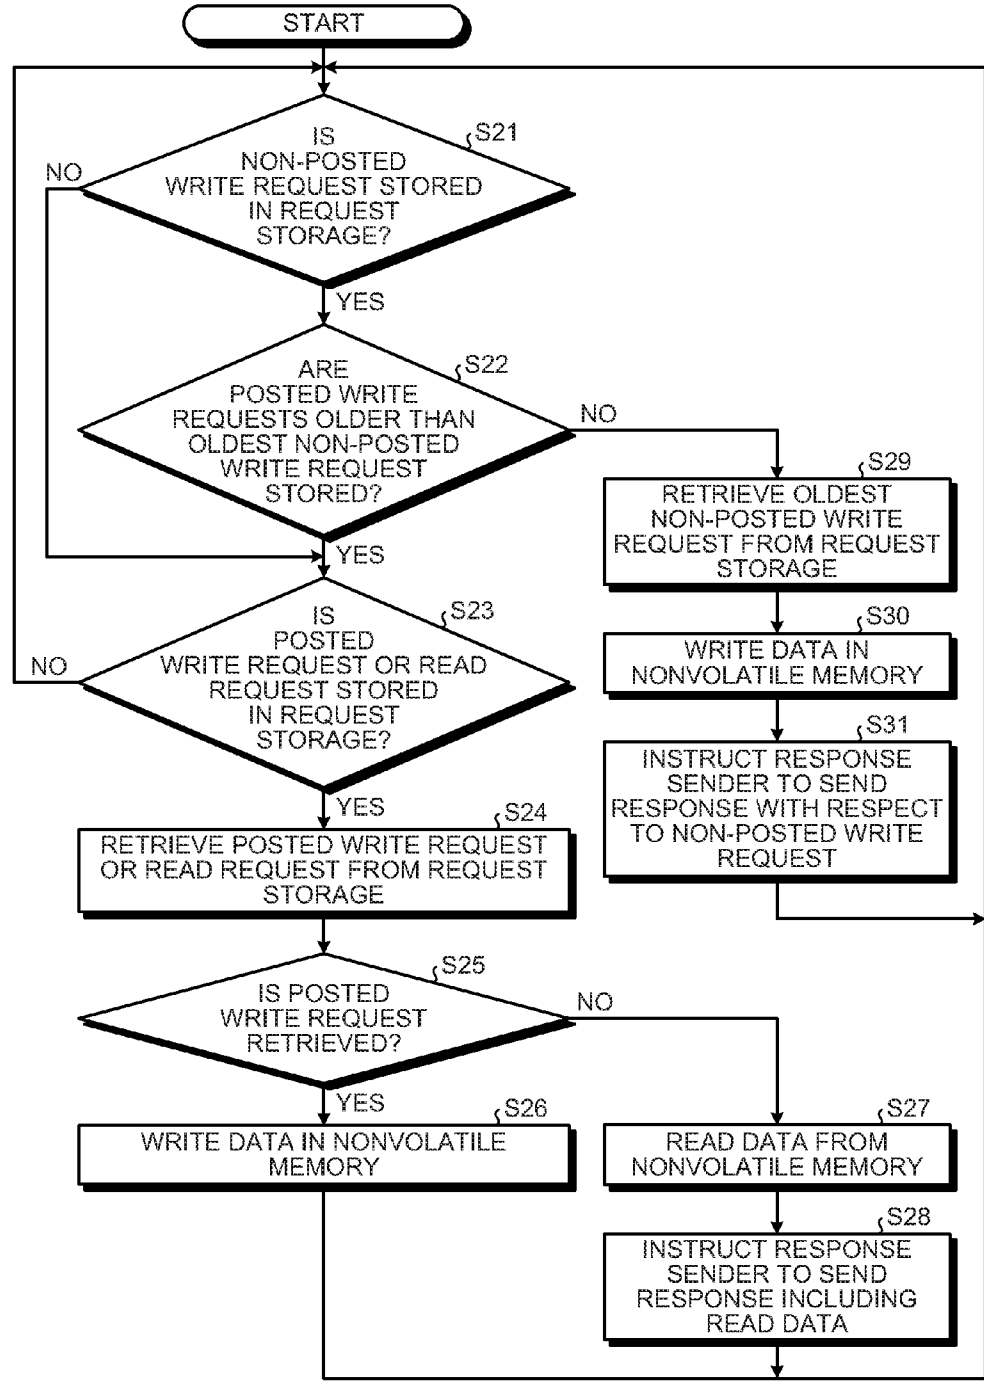 START
S21
IS
NON-POSTED
WRITE REQUEST STORED
IN REQUEST
STORAGE?
NO
YES
S22
ARE
POSTED WRITE
REQUESTS OLDER THAN
OLDEST NON-POSTED
WRITE REQUEST
STORED?
NO
YES
S29
RETRIEVE OLDEST
NON-POSTED WRITE
REQUEST FROM REQUEST
STORAGE
S23
IS
POSTED
WRITE REQUEST OR READ
REQUEST STORED
IN REQUEST
STORAGE?
NO
YES
S30
WRITE DATA IN
NONVOLATILE MEMORY
S31
INSTRUCT RESPONSE
SENDER TO SEND
RESPONSE WITH RESPECT
TO NON-POSTED WRITE
REQUEST
S24
RETRIEVE POSTED WRITE REQUEST
OR READ REQUEST FROM REQUEST
STORAGE
S25
IS POSTED
WRITE REQUEST
RETRIEVED?
NO
YES
S26
WRITE DATA IN NONVOLATILE
MEMORY
S27
READ DATA FROM
NONVOLATILE MEMORY
S28
INSTRUCT RESPONSE
SENDER TO SEND
RESPONSE INCLUDING
READ DATA